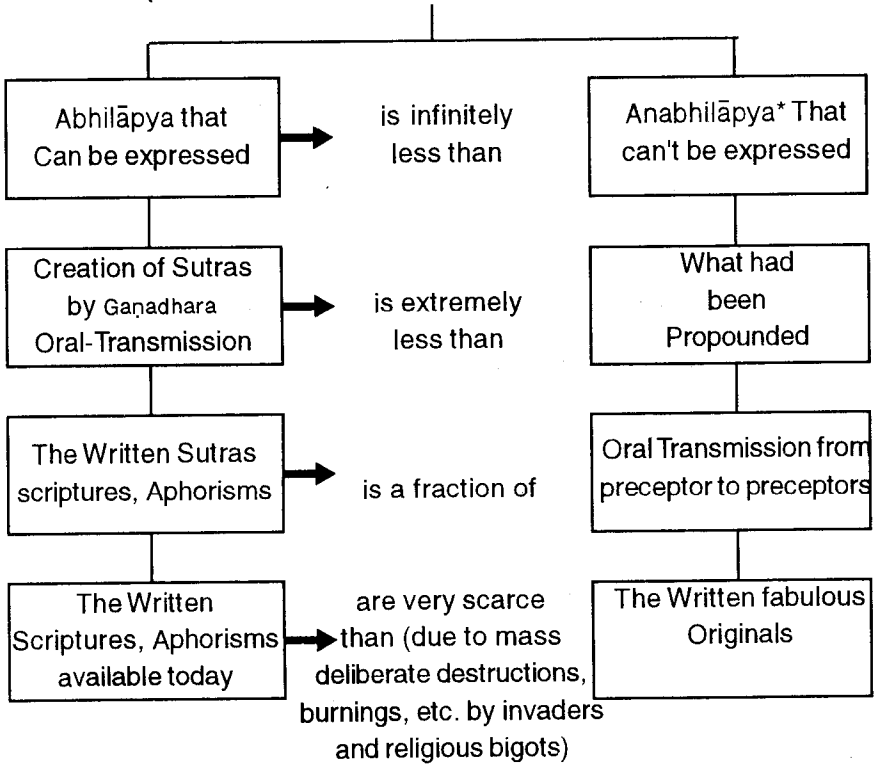 Abhilāpya that
Can be expressed
is infinitely
less than
Anabhilāpya* That
can't be expressed
Creation of Sutras
by Gaṇadhara
Oral-Transmission
is extremely
less than
What had
been
Propounded
The Written Sutras
scriptures, Aphorisms
is a fraction of
Oral Transmission from
preceptor to preceptors
The Written
Scriptures, Aphorisms
available today
are very scarce
than (due to mass
deliberate destructions,
burnings, etc. by invaders
and religious bigots)
The Written fabulous
Originals